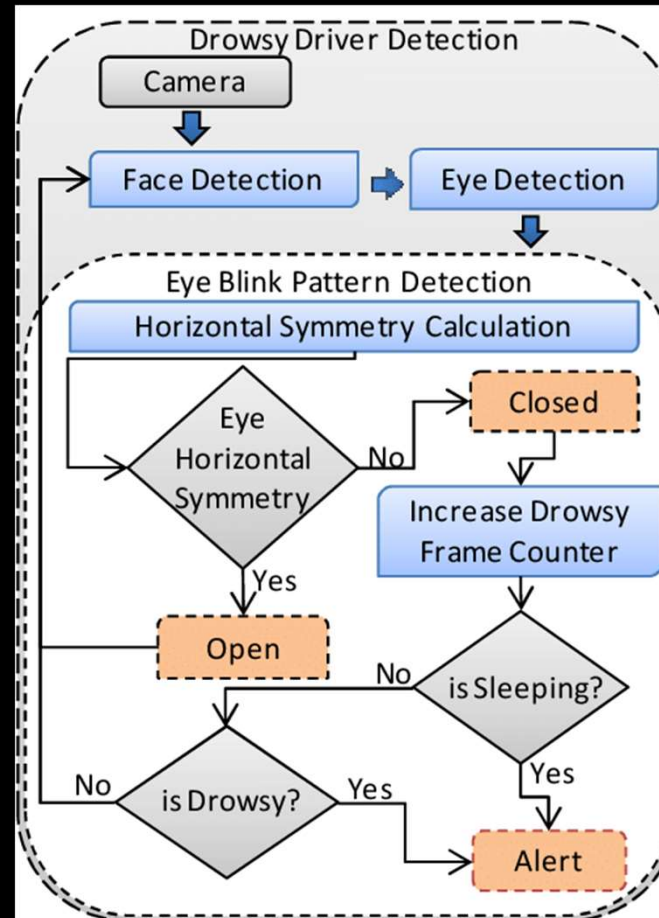 Drowsy Driver Detection
Camera
Face Detection
Eye Detection
Eye Blink Pattern Detection
Horizontal Symmetry Calculation
Eye
Horizontal
Symmetry
No
Closed
Increase Drowsy
Frame Counter
Yes
Open
No
is Sleeping?
Yes
No
is Drowsy?
Yes
Alert